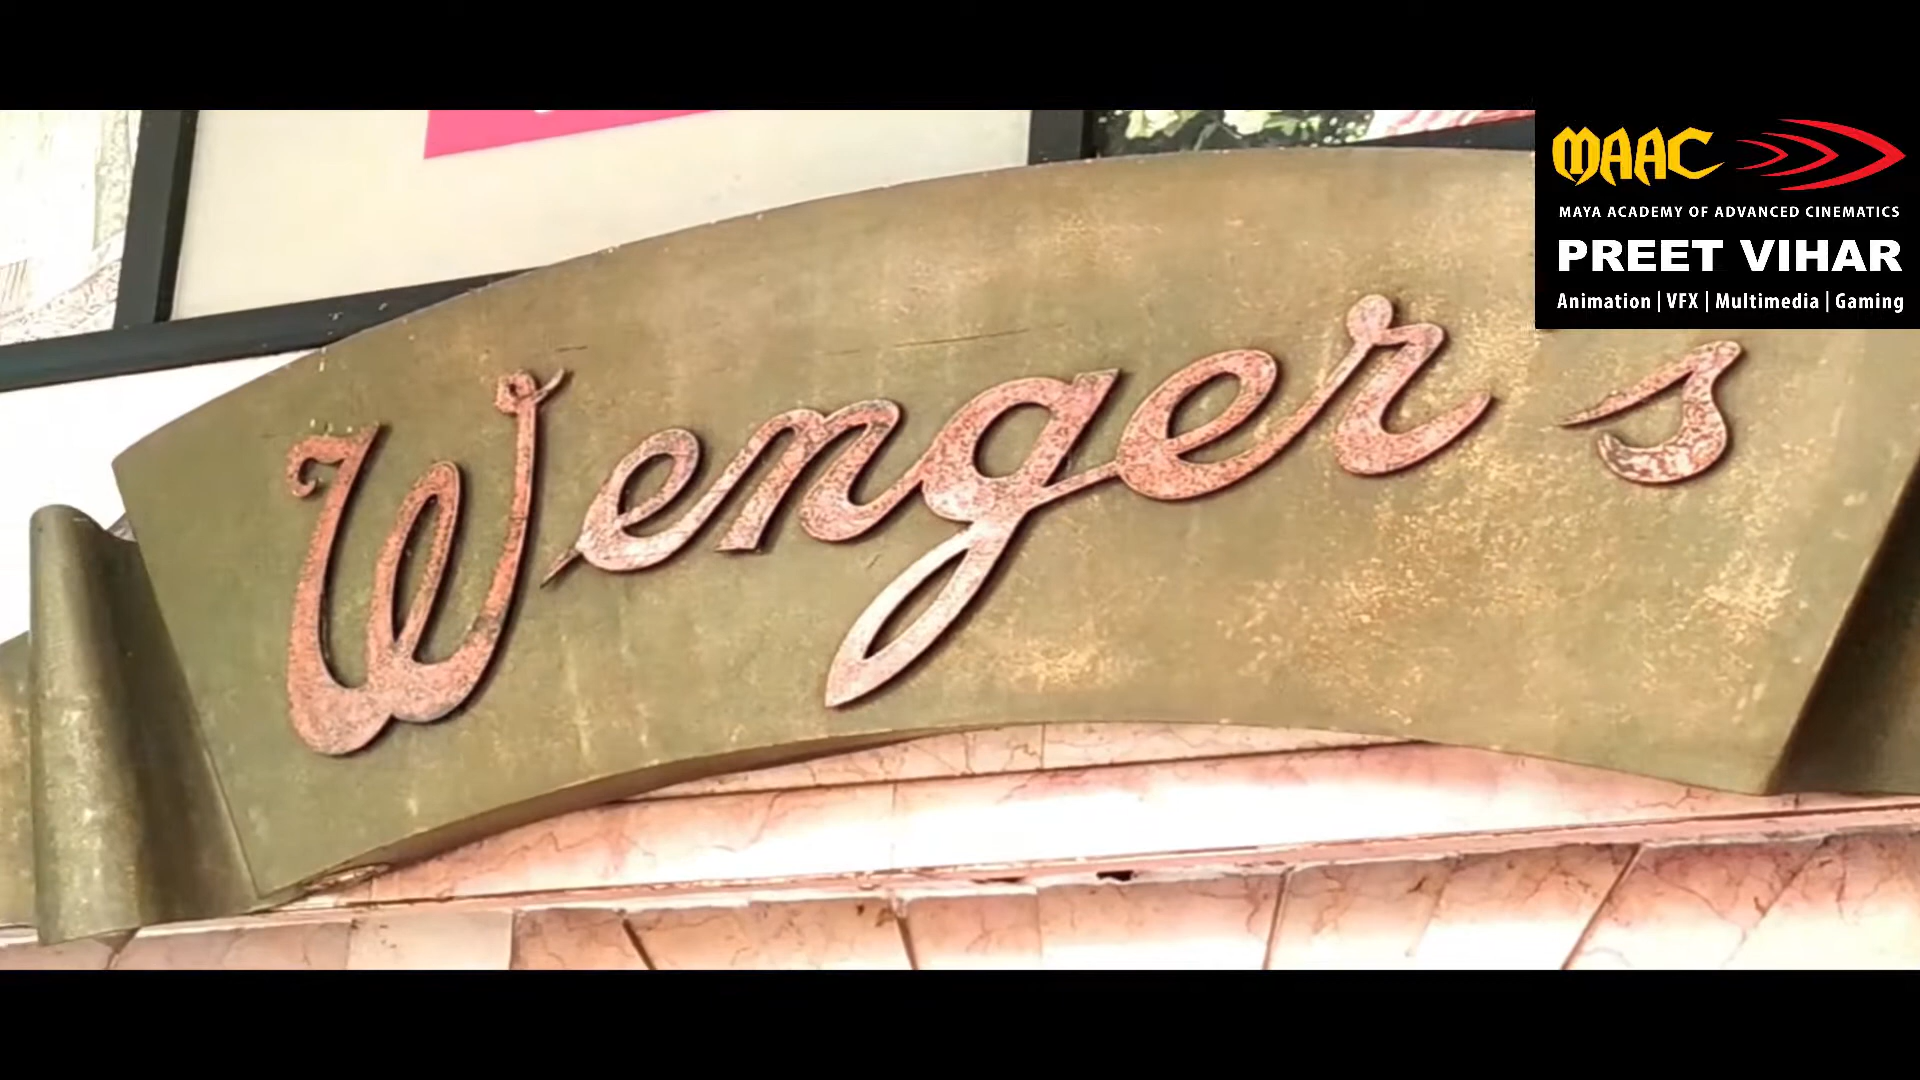 Wenger s
MAAC
MAYA ACADEMY OF ADVANCED CINEMATICS
PREET VIHAR
Animation | VFX | Multimedia | Gaming